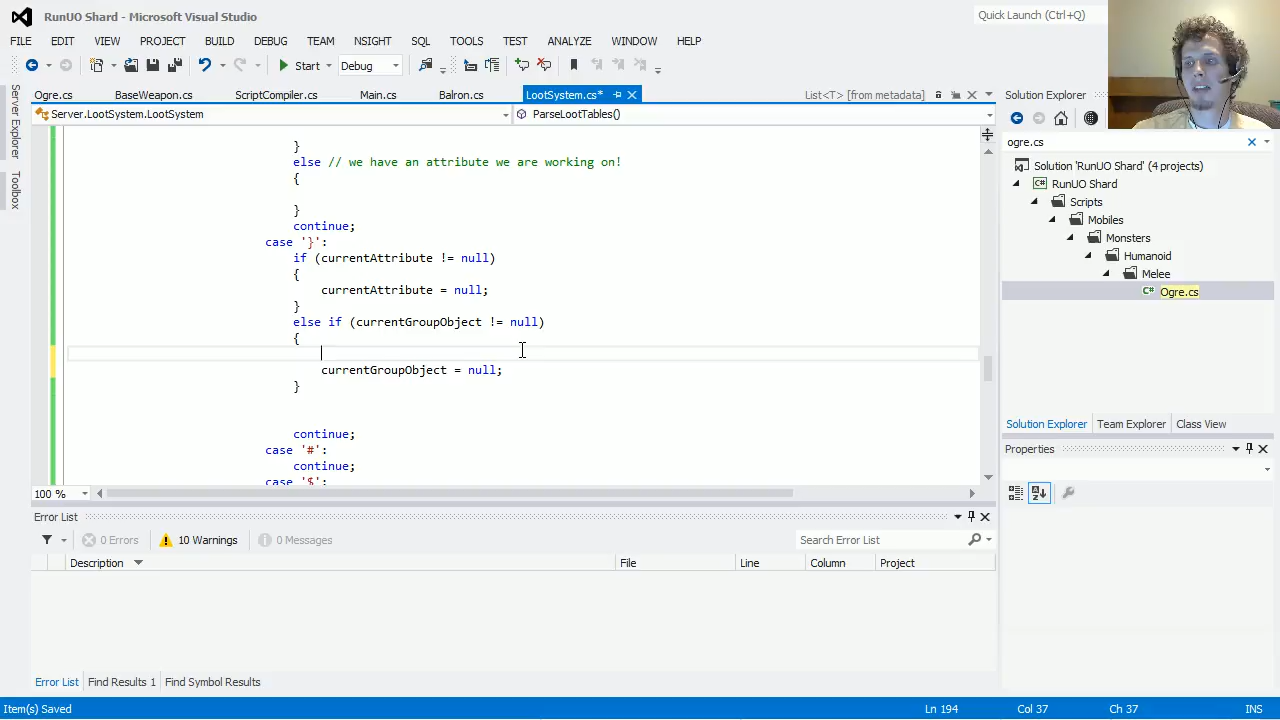 RunUO Shard - Microsoft Visual Studio
Quick Launch (Ctrl+Q)
FILE EDIT VIEW PROJECT BUILD DEBUG TEAM NSIGHT SQL TOOLS TEST ANALYZE WINDOW HELP
Start Debug
Ogre.cs BaseWeapon.cs ScriptCompiler.cs Main.cs Balron.cs LootSystem.cs* List<T> [from metadata]
Solution Explorer
Server.LootSystem.LootSystem ParseLootTables()
Server Explorer
Toolbox
ogre.cs
}
else // we have an attribute we are working on!
{
}
continue;
case '}':
if (currentAttribute != null)
{
currentAttribute = null;
}
else if (currentGroupObject != null)
{
currentGroupObject = null;
}
continue;
case '#':
continue;
case '$':
100 %
Solution 'RunUO Shard' (4 projects)
RunUO Shard
Scripts
Mobiles
Monsters
Humanoid
Melee
Ogre.cs
Solution Explorer Team Explorer Class View
Properties
Error List
0 Errors 10 Warnings 0 Messages
Search Error List
Description File Line Column Project
Error List Find Results 1 Find Symbol Results
Item(s) Saved Ln 194 Col 37 Ch 37 INS